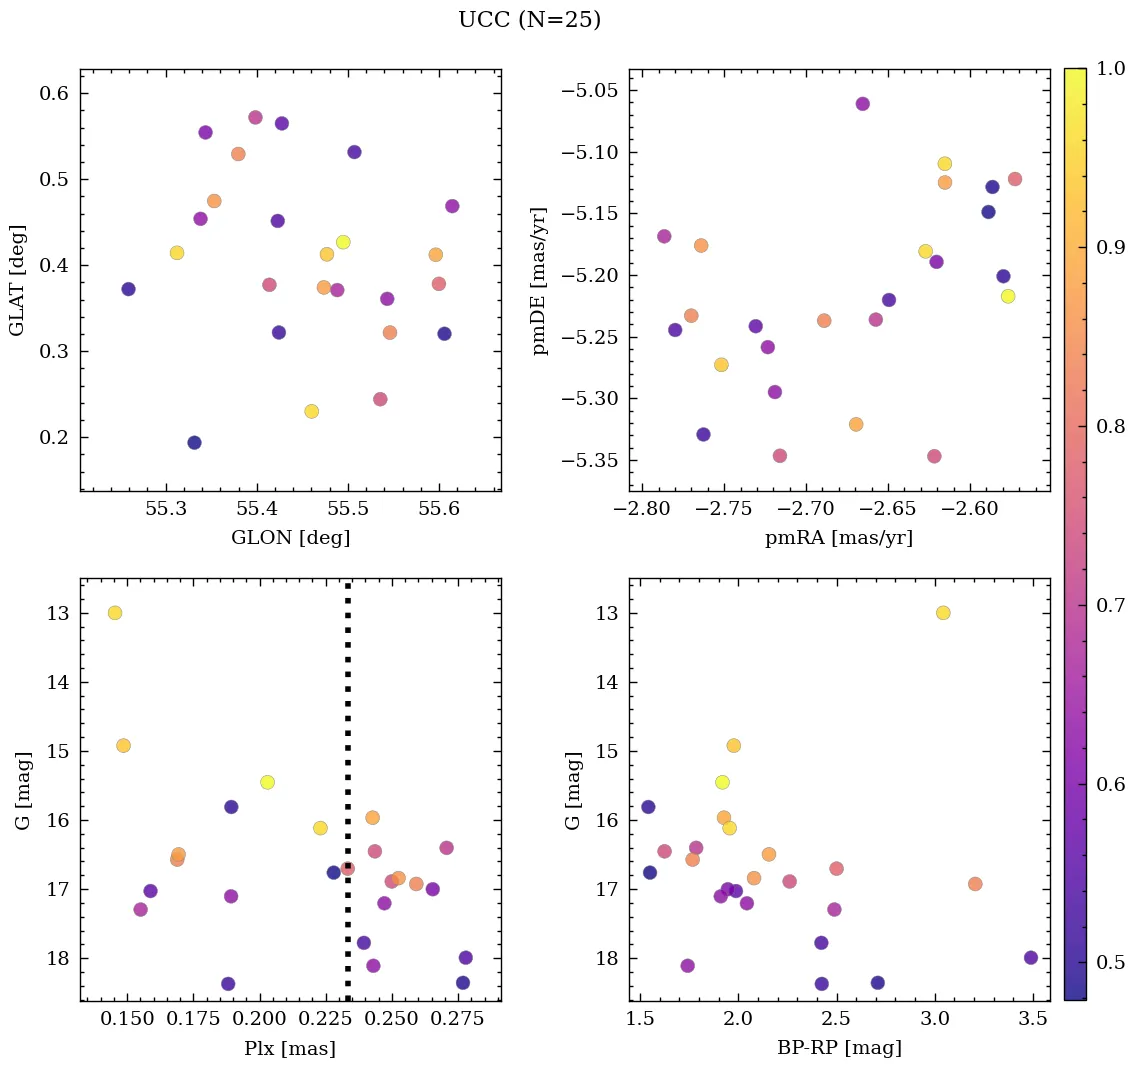 UCC (N=25)
0.6
0.5
0.4
0.3
0.2
GLAT [deg]
55.3 55.4 55.5 55.6
GLON [deg]
−5.05
−5.10
−5.15
−5.20
−5.25
−5.30
−5.35
pmDE [mas/yr]
−2.80 −2.75 −2.70 −2.65 −2.60
pmRA [mas/yr]
13
14
15
16
17
18
G [mag]
0.150 0.175 0.200 0.225 0.250 0.275
Plx [mas]
13
14
15
16
17
18
G [mag]
1.5 2.0 2.5 3.0 3.5
BP-RP [mag]
1.0
0.9
0.8
0.7
0.6
0.5